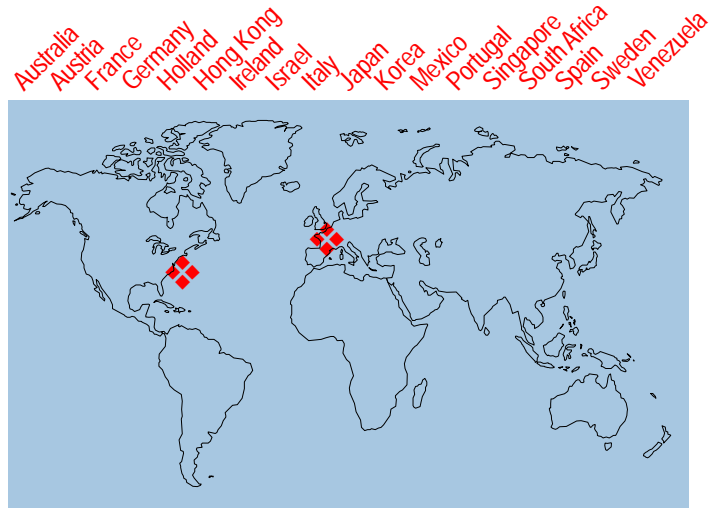 Australia
Austria
France
Germany
Holland
Hong Kong
Ireland
Israel
Italy
Japan
Korea
Mexico
Portugal
Singapore
South Africa
Spain
Sweden
Venezuela